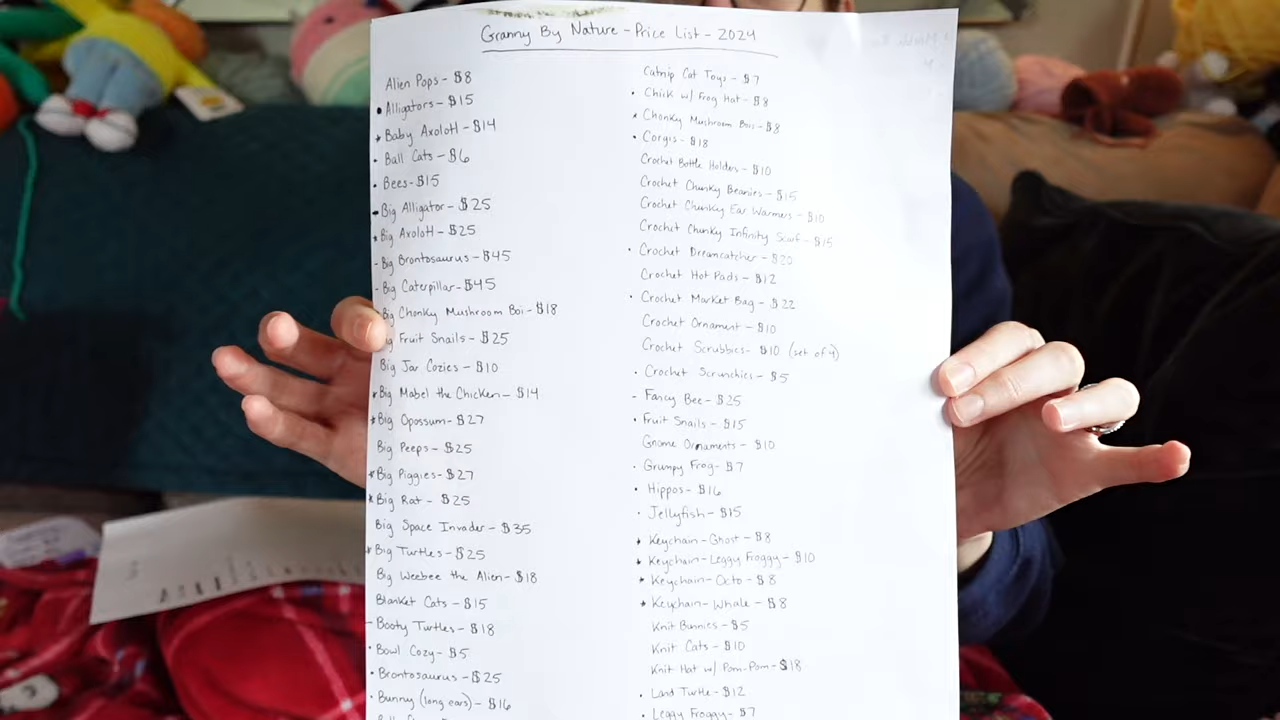 Granny By Nature - Price List - 2024
Alien Pops - $8
• Alligators - $15
* Baby Axolotl - $14
• Ball Cats - $6
• Bees - $15
- Big Alligator - $25
* Big Axolotl - $25
- Big Brontosaurus - $45
- Big Caterpillar - $45
Big Chonky Mushroom Boi - $18
Fruit Snails - $25
Big Jar Cozies - $10
* Big Mabel the Chicken - $14
* Big Opossum - $27
Big Peeps - $25
* Big Piggies - $27
* Big Rat - $25
Big Space Invader - $35
* Big Turtles - $25
Big Weebee the Alien - $18
Blanket Cats - $15
- Booty Turtles - $18
• Bowl Cozy - $5
• Brontosaurus - $25
• Bunny (long ears) - $16
Catnip Cat Toys - $7
• Chick w/ Frog Hat - $8
* Chonky Mushroom Boi - $8
• Corgis - $18
Crochet Bottle Holders - $10
Crochet Chunky Beanies - $15
Crochet Chunky Ear Warmers - $10
Crochet Chunky Infinity Scarf - $15
• Crochet Dreamcatcher - $20
Crochet Hot Pads - $12
• Crochet Market Bag - $22
Crochet Ornament - $10
Crochet Scrubbies - $10 (set of 4)
• Crochet Scrunchies - $5
- Fancy Bee - $25
• Fruit Snails - $15
Gnome Ornaments - $10
• Grumpy Frog - $7
• Hippos - $16
• Jellyfish - $15
* Keychain - Ghost - $8
* Keychain - Leggy Froggy - $10
* Keychain - Octo - $8
* Keychain - Whale - $8
Knit Bunnies - $5
Knit Cats - $10
Knit Hat w/ Pom-Pom - $18
• Land Turtle - $12
• Leggy Froggy - $7